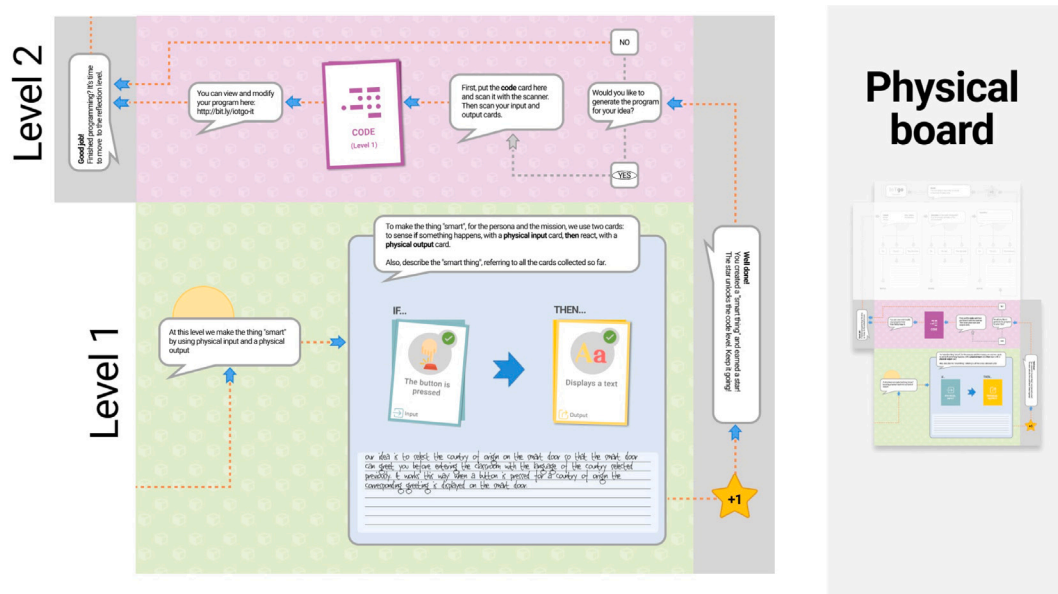 Level 2
NO
Good job!
Finished programming? It's time
to move to the reflection level.
You can view and modify
your program here:
http://bit.ly/iotgo-it
CODE
(Level 1)
First, put the code card here
and scan it with the scanner.
Then scan your input and
output cards.
Would you like to
generate the program
for your idea?
YES
Level 1
To make the thing "smart", for the persona and the mission, we use two cards:
to sense if something happens, with a physical input card, then react, with a
physical output card.
Also, describe the "smart thing", referring to all the cards collected so far.
At this level we make the thing "smart"
by using physical input and a physical
output
IF...
The button is
pressed
Input
THEN...
Aa
Displays a text
Output
our idea is to select the country of origin on the smart door so that the smart door
can greet you before entering the classroom with the language of the country selected
previously. It works this way. When a button is pressed for a country of origin the
corresponding greeting is displayed on the smart door
Well done!
You created a "smart thing" and earned a star!
The star unlocks the code level. Keep it going!
+1
Physical
board